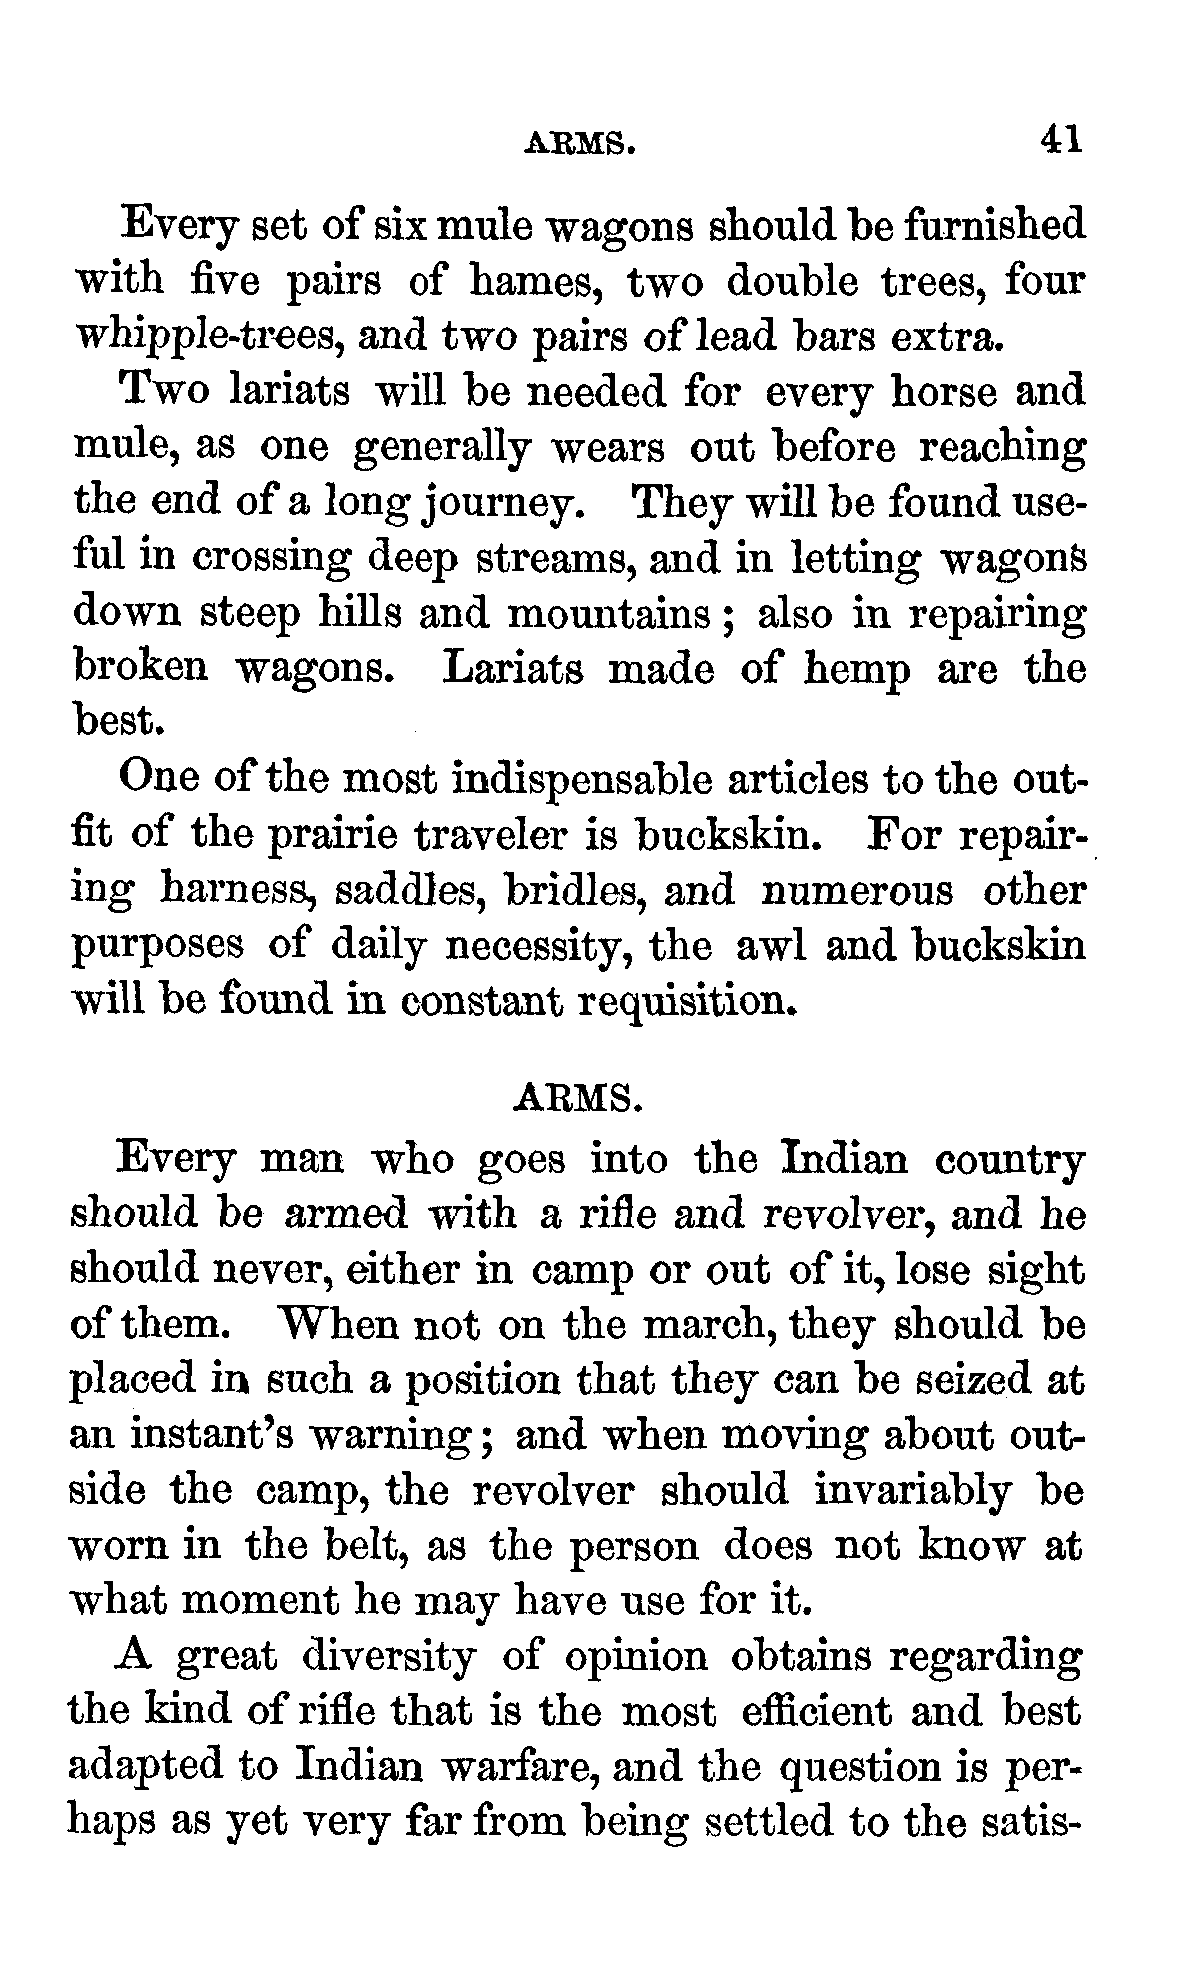 ARMS. 41
Every set of six mule wagons should be furnished
with five pairs of hames, two double trees, four
whipple-trees, and two pairs of lead bars extra.
Two lariats will be needed for every horse and
mule, as one generally wears out before reaching
the end of a long journey. They will be found use-
ful in crossing deep streams, and in letting wagons
down steep hills and mountains; also in repairing
broken wagons. Lariats made of hemp are the
best.
One of the most indispensable articles to the out-
fit of the prairie traveler is buckskin. For repair-
ing harness, saddles, bridles, and numerous other
purposes of daily necessity, the awl and buckskin
will be found in constant requisition.
ARMS.
Every man who goes into the Indian country
should be armed with a rifle and revolver, and he
should never, either in camp or out of it, lose sight
of them. When not on the march, they should be
placed in such a position that they can be seized at
an instant's warning; and when moving about out-
side the camp, the revolver should invariably be
worn in the belt, as the person does not know at
what moment he may have use for it.
A great diversity of opinion obtains regarding
the kind of rifle that is the most efficient and best
adapted to Indian warfare, and the question is per-
haps as yet very far from being settled to the satis-